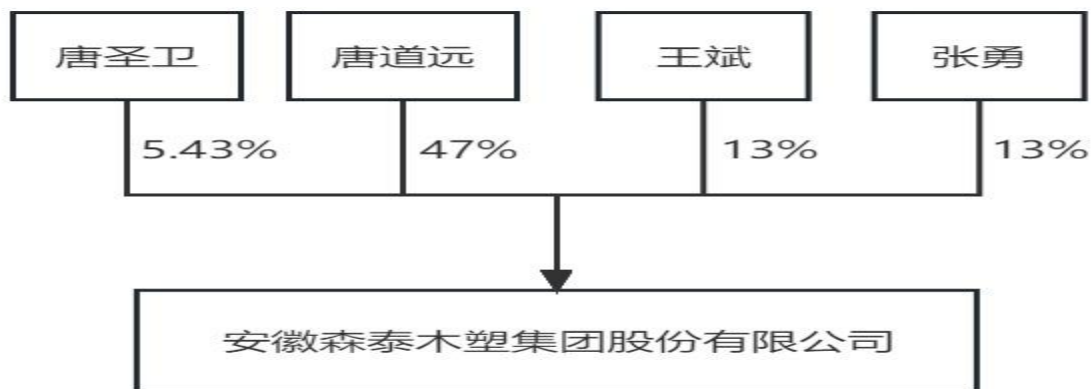 唐圣卫
唐道远
王斌
张勇
5.43%
47%
13%
13%
安徽森泰木塑集团股份有限公司